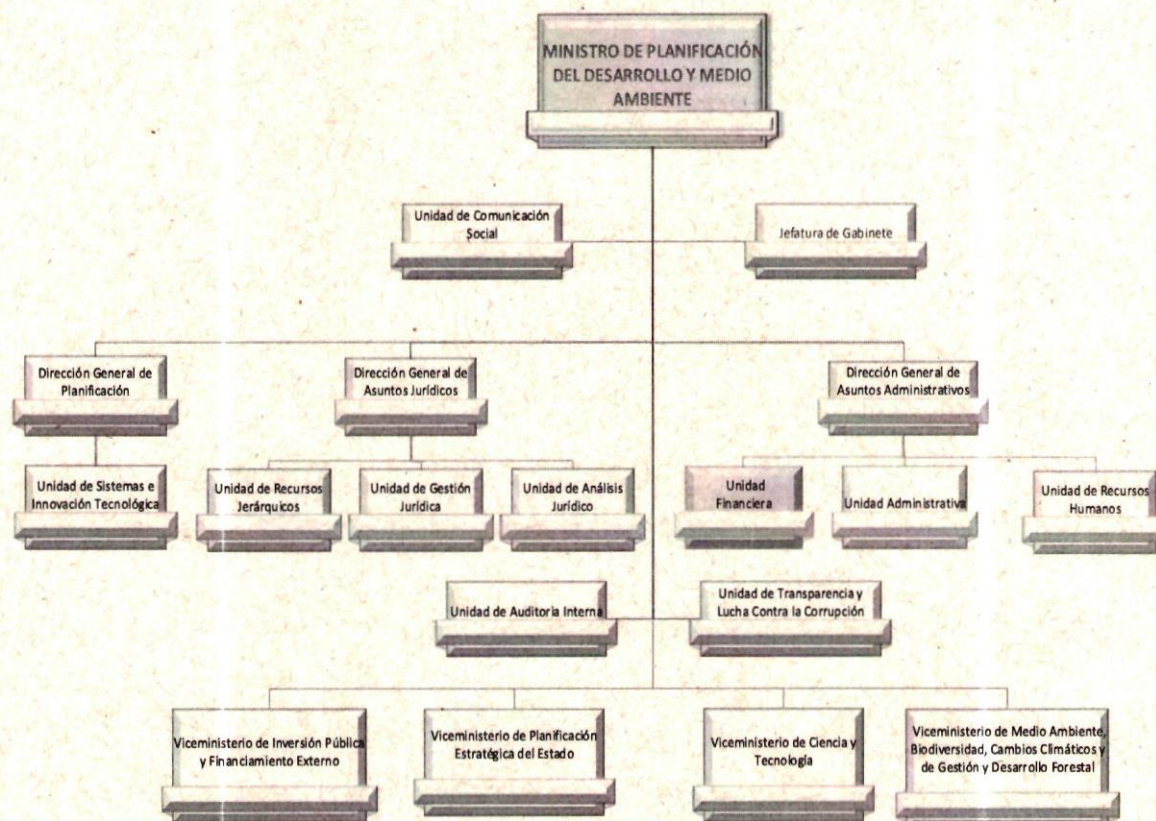 MINISTRO DE PLANIFICACIÓN
DEL DESARROLLO Y MEDIO
AMBIENTE
Unidad de Comunicación
Social
Jefatura de Gabinete
Dirección General de
Planificación
Dirección General de
Asuntos Jurídicos
Dirección General de
Asuntos Administrativos
Unidad de Sistemas e
Innovación Tecnológica
Unidad de Recursos
Jerárquicos
Unidad de Gestión
Jurídica
Unidad de Análisis
Jurídico
Unidad
Financiera
Unidad Administrativa
Unidad de Recursos
Humanos
Unidad de Auditoria Interna
Unidad de Transparencia y
Lucha Contra la Corrupción
Viceministerio de Inversión Pública
y Financiamiento Externo
Viceministerio de Planificación
Estratégica del Estado
Viceministerio de Ciencia y
Tecnología
Viceministerio de Medio Ambiente,
Biodiversidad, Cambios Climáticos y
de Gestión y Desarrollo Forestal